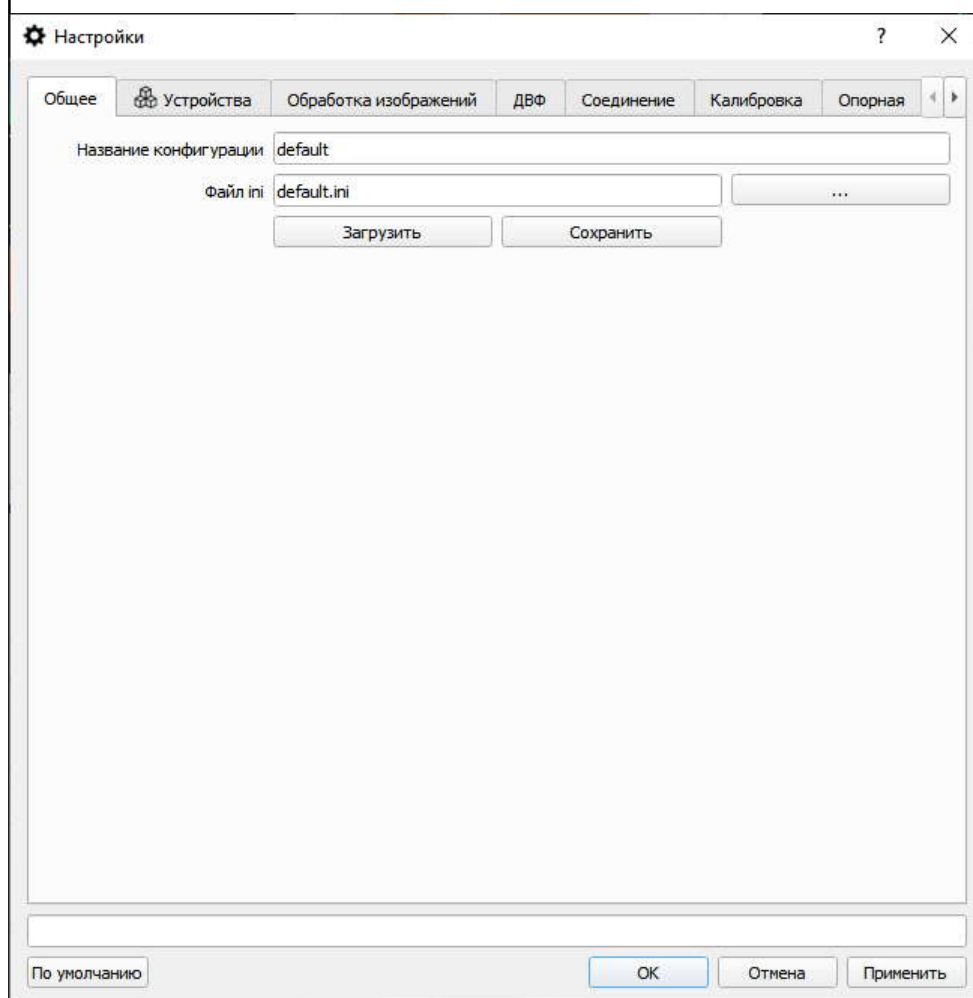 Настройки ?
Общее Устройства Обработка изображений ДВФ Соединение Калибровка Опорная
Название конфигурации default
Файл ini default.ini ...
Загрузить Сохранить
По умолчанию OK Отмена Применить